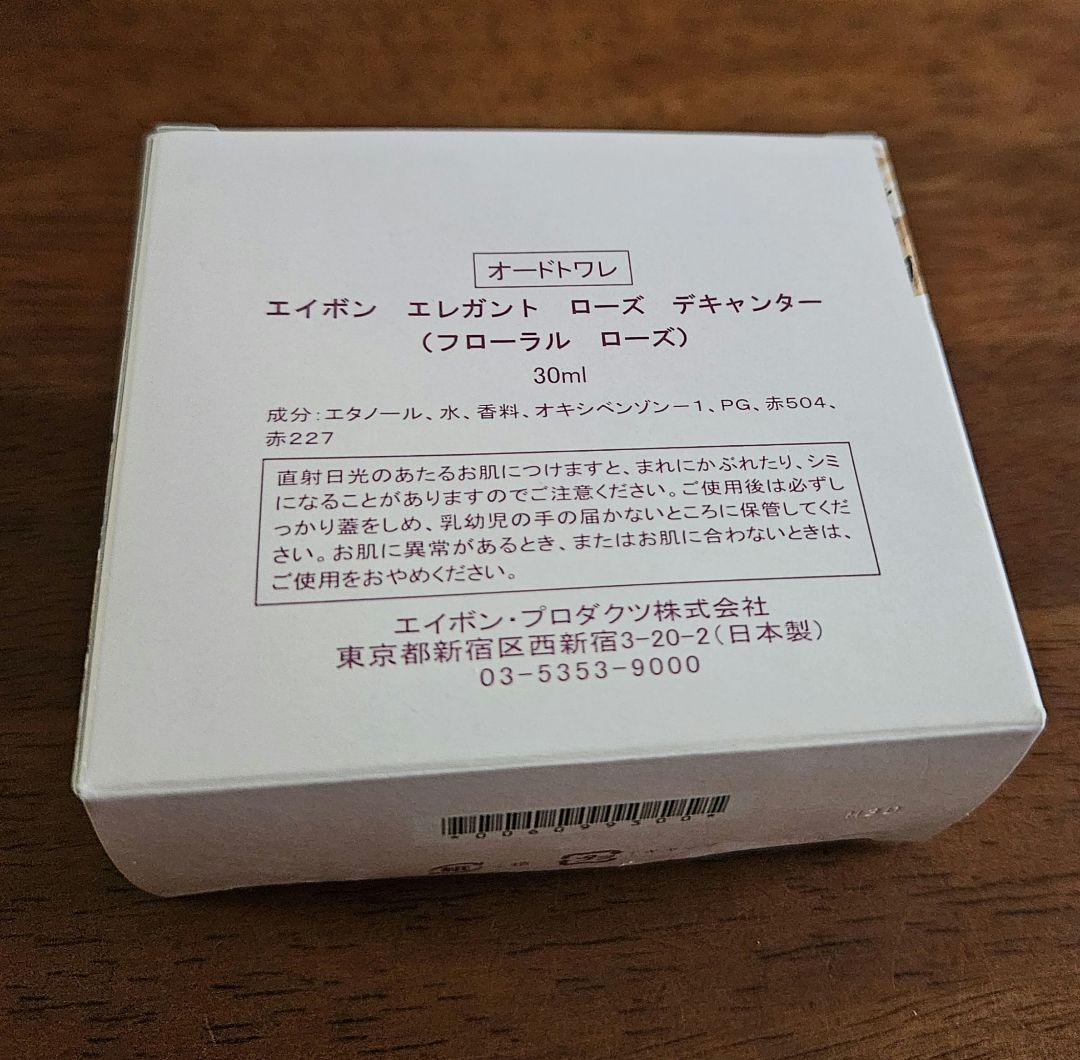 オードトワレ
エイボン　エレガント　ローズ　デキャンター
（フローラル　ローズ）
30ml
成分：エタノール、水、香料、オキシベンゾン－1、PG、赤504、
赤227
直射日光のあたるお肌につけますと、まれにかぶれたり、シミ
になることがありますのでご注意ください。ご使用後は必ずし
っかり蓋をしめ、乳幼児の手の届かないところに保管してくだ
さい。お肌に異常があるとき、またはお肌に合わないときは、
ご使用をおやめください。
エイボン・プロダクツ株式会社
東京都新宿区西新宿3-20-2（日本製）
03-5353-9000